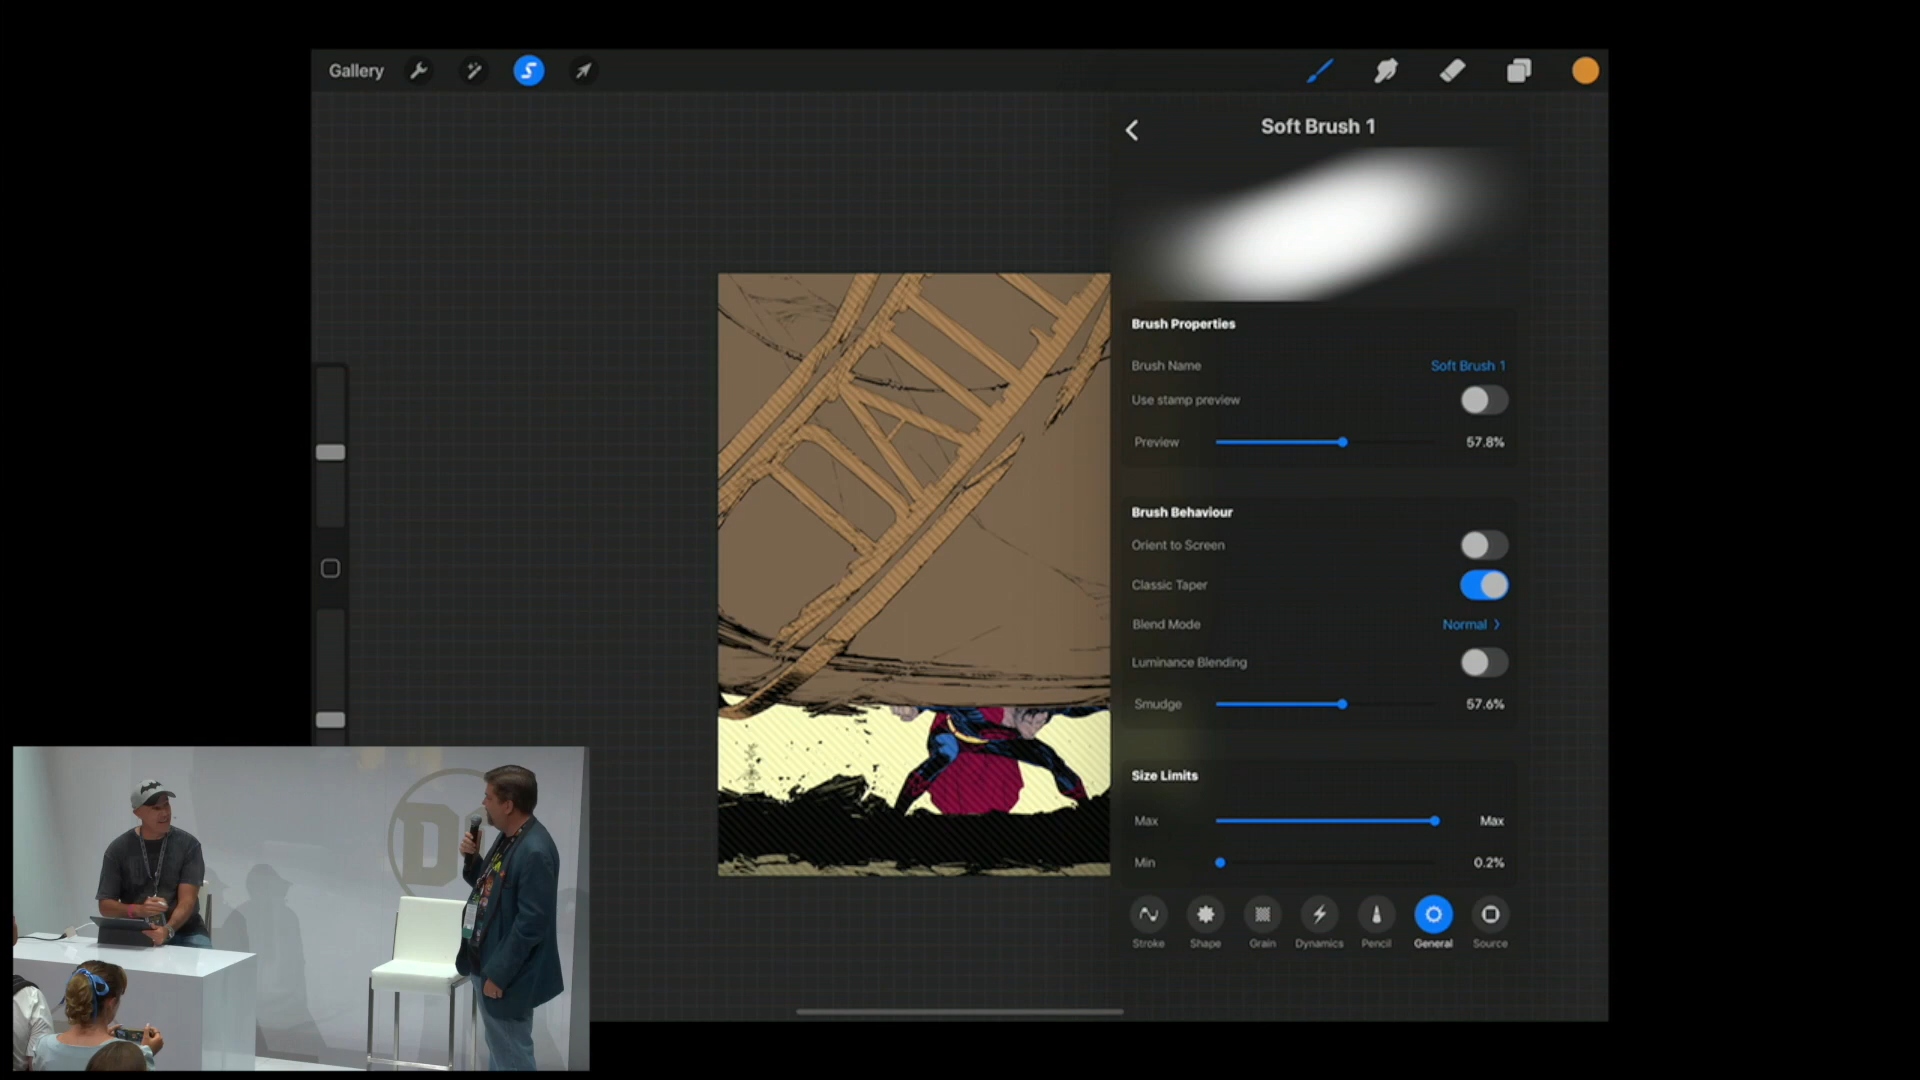 Gallery
Soft Brush 1
Brush Properties
Brush Name Soft Brush 1
Use stamp preview
Preview 57.8%
Brush Behaviour
Orient to Screen
Classic Taper
Blend Mode Normal
Luminance Blending
Smudge 57.6%
Size Limits
Max Max
Min 0.2%
Stroke Shape Grain Dynamics Pencil General Source
DAIL
D